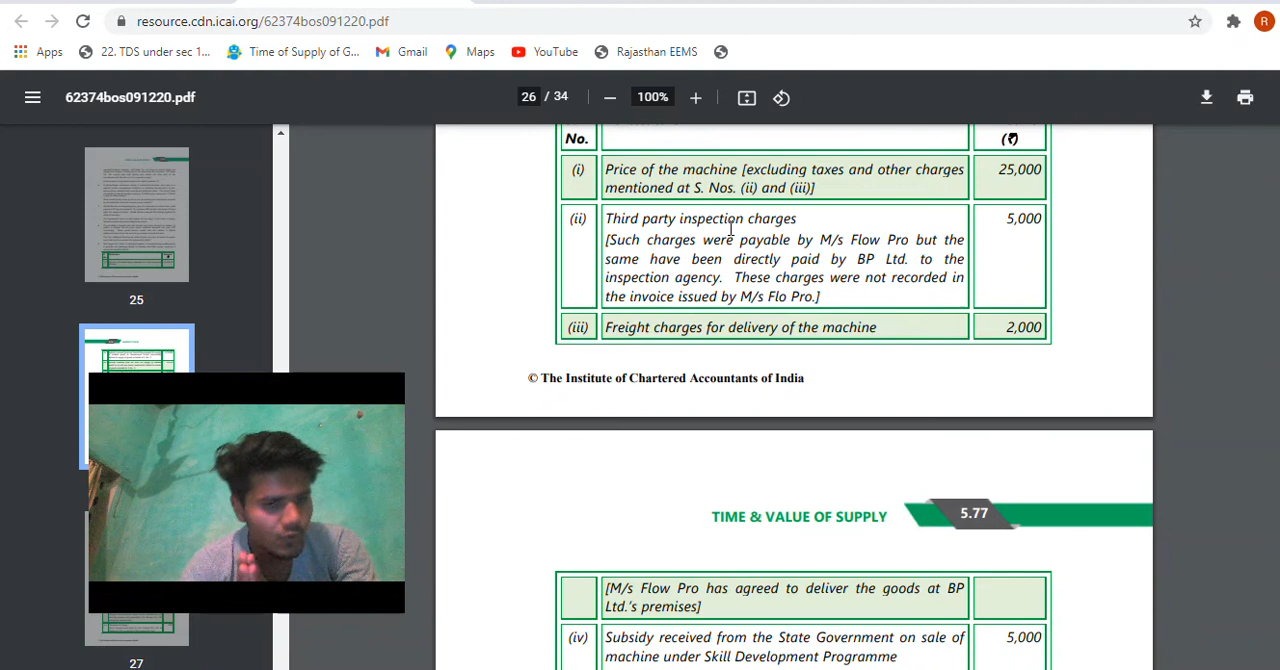 resource.cdn.icai.org/62374bos091220.pdf
R
Apps
22. TDS under sec 1...
Time of Supply of G...
Gmail
Maps
YouTube
Rajasthan EEMS
62374bos091220.pdf
26 / 34
100%
25
27
No.
(₹)
(i) Price of the machine [excluding taxes and other charges 25,000
mentioned at S. Nos. (ii) and (iii)]
(ii) Third party inspection charges 5,000
[Such charges were payable by M/s Flow Pro but the
same have been directly paid by BP Ltd. to the
inspection agency. These charges were not recorded in
the invoice issued by M/s Flo Pro.]
(iii) Freight charges for delivery of the machine 2,000
© The Institute of Chartered Accountants of India
TIME & VALUE OF SUPPLY 5.77
[M/s Flow Pro has agreed to deliver the goods at BP
Ltd.'s premises]
(iv) Subsidy received from the State Government on sale of 5,000
machine under Skill Development Programme